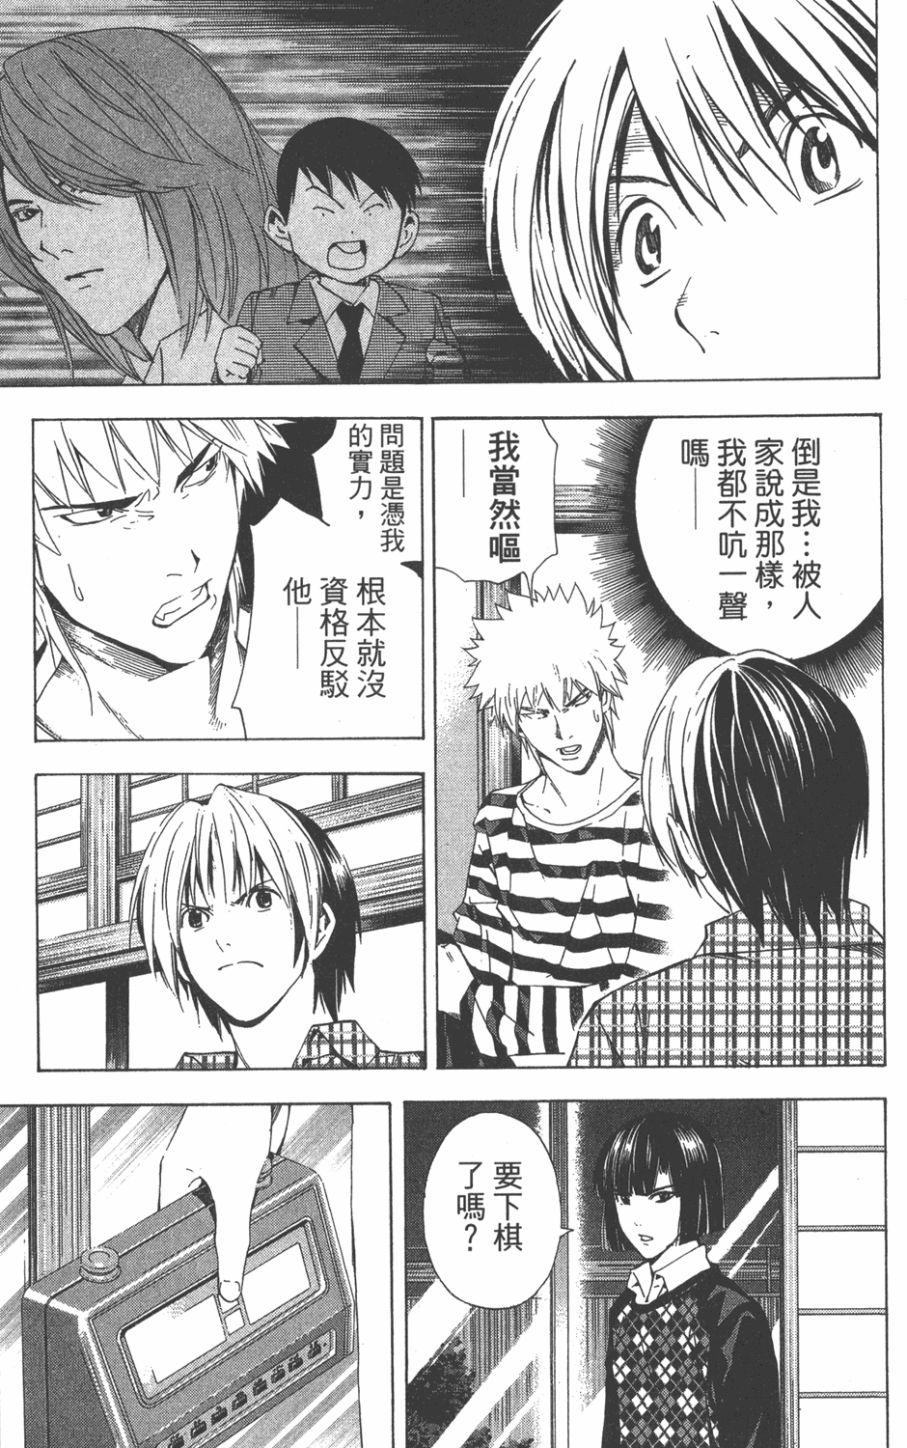 倒是我…被人
家說成那樣，
我都不吭一聲
嗎——
我當然嘔
——
問題是憑我
的實力，
根本就沒
資格反駁
他——
要下棋
了嗎？